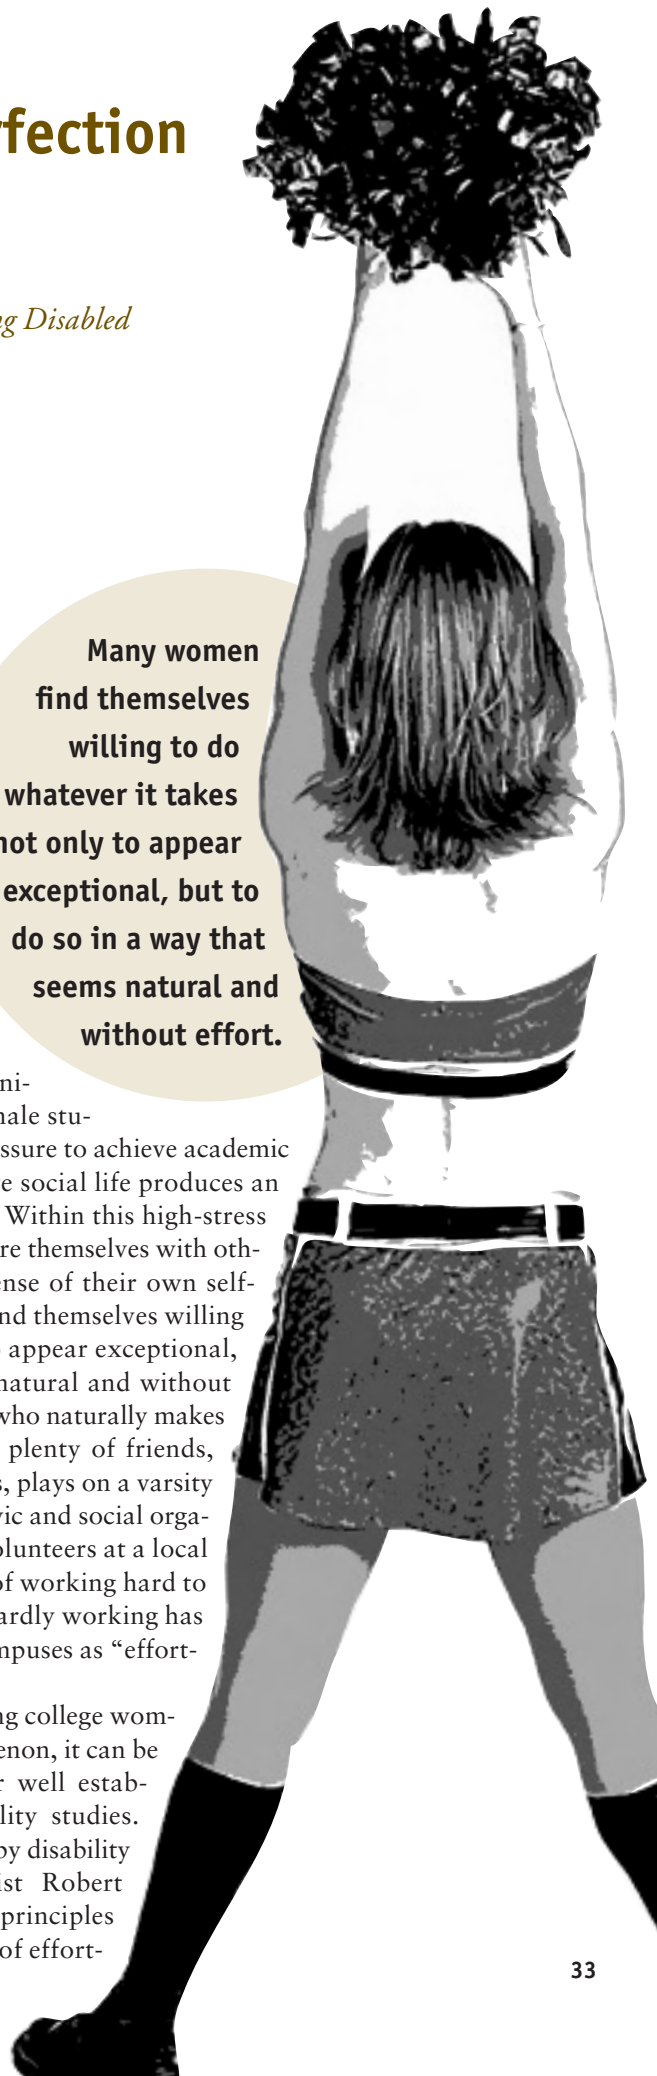 rfection
ng Disabled
Many women
find themselves
willing to do
whatever it takes
not only to appear
exceptional, but to
do so in a way that
seems natural and
without effort.
ni-
nale stu-
ssure to achieve academic
e social life produces an
Within this high-stress
re themselves with oth-
ense of their own self-
nd themselves willing
appear exceptional,
natural and without
who naturally makes
plenty of friends,
s, plays on a varsity
vic and social orga-
olunteers at a local
of working hard to
ardly working has
mpuses as “effort-
ng college wom-
enon, it can be
r well estab-
lity studies.
by disability
ist Robert
principles
of effort-
33